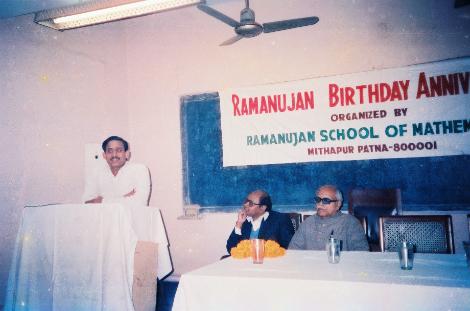 RAMANUJAN BIRTHDAY ANNIV
ORGANIZED BY
RAMANUJAN SCHOOL OF MATHEM
MITHAPUR PATNA-800001